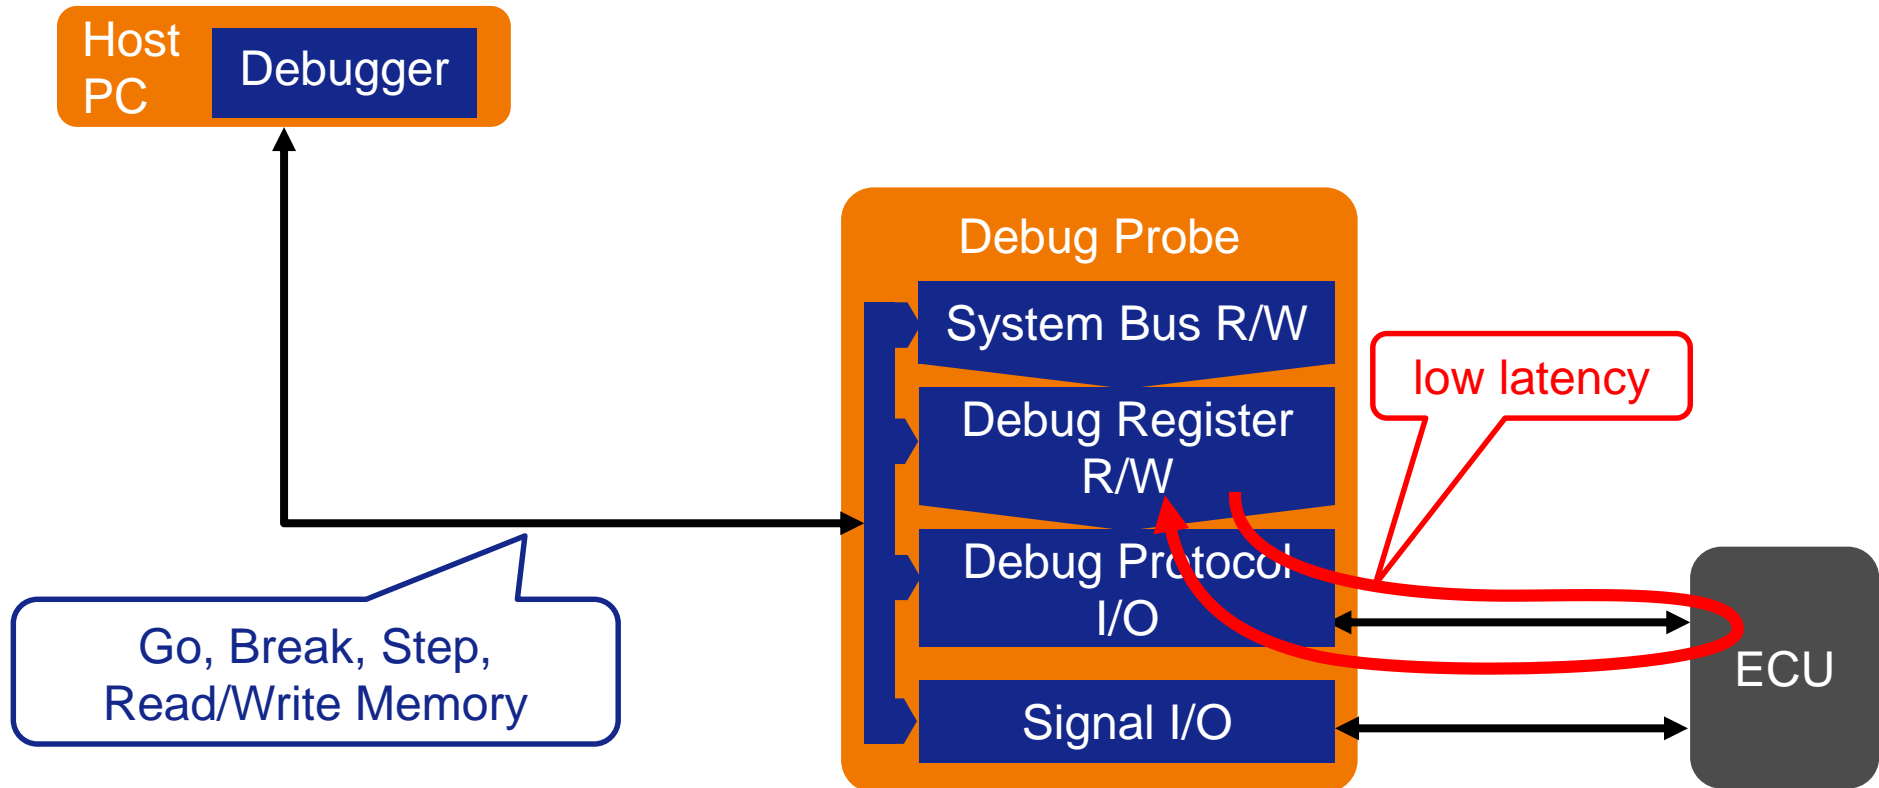 Host
PC
Debugger
Debug Probe
System Bus R/W
Debug Register
R/W
low latency
Debug Protocol
I/O
Go, Break, Step,
Read/Write Memory
ECU
Signal I/O